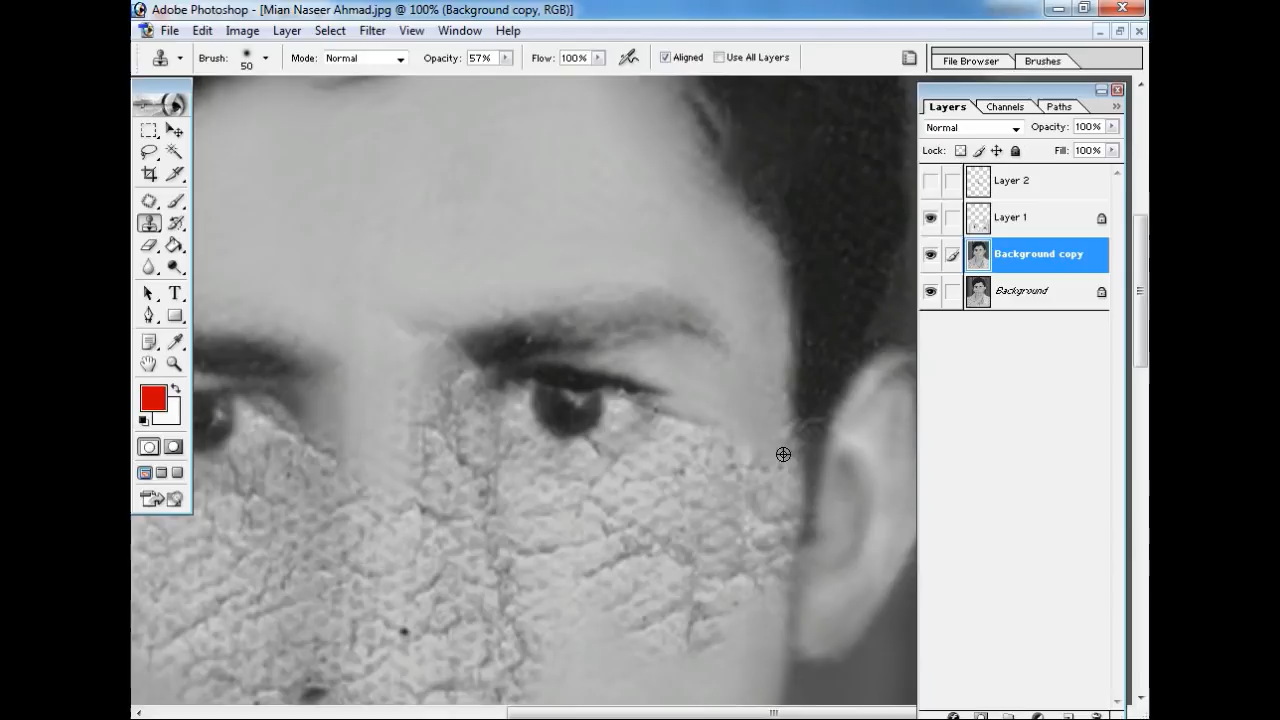 Adobe Photoshop - [Mian Naseer Ahmad.jpg @ 100% (Background copy, RGB)]
File Edit Image Layer Select Filter View Window Help
Brush: 50 Mode: Normal Opacity: 57% Flow: 100% Aligned Use All Layers File Browser Brushes
Layers Channels Paths
Normal Opacity: 100%
Lock: Fill: 100%
Layer 2
Layer 1
Background copy
Background